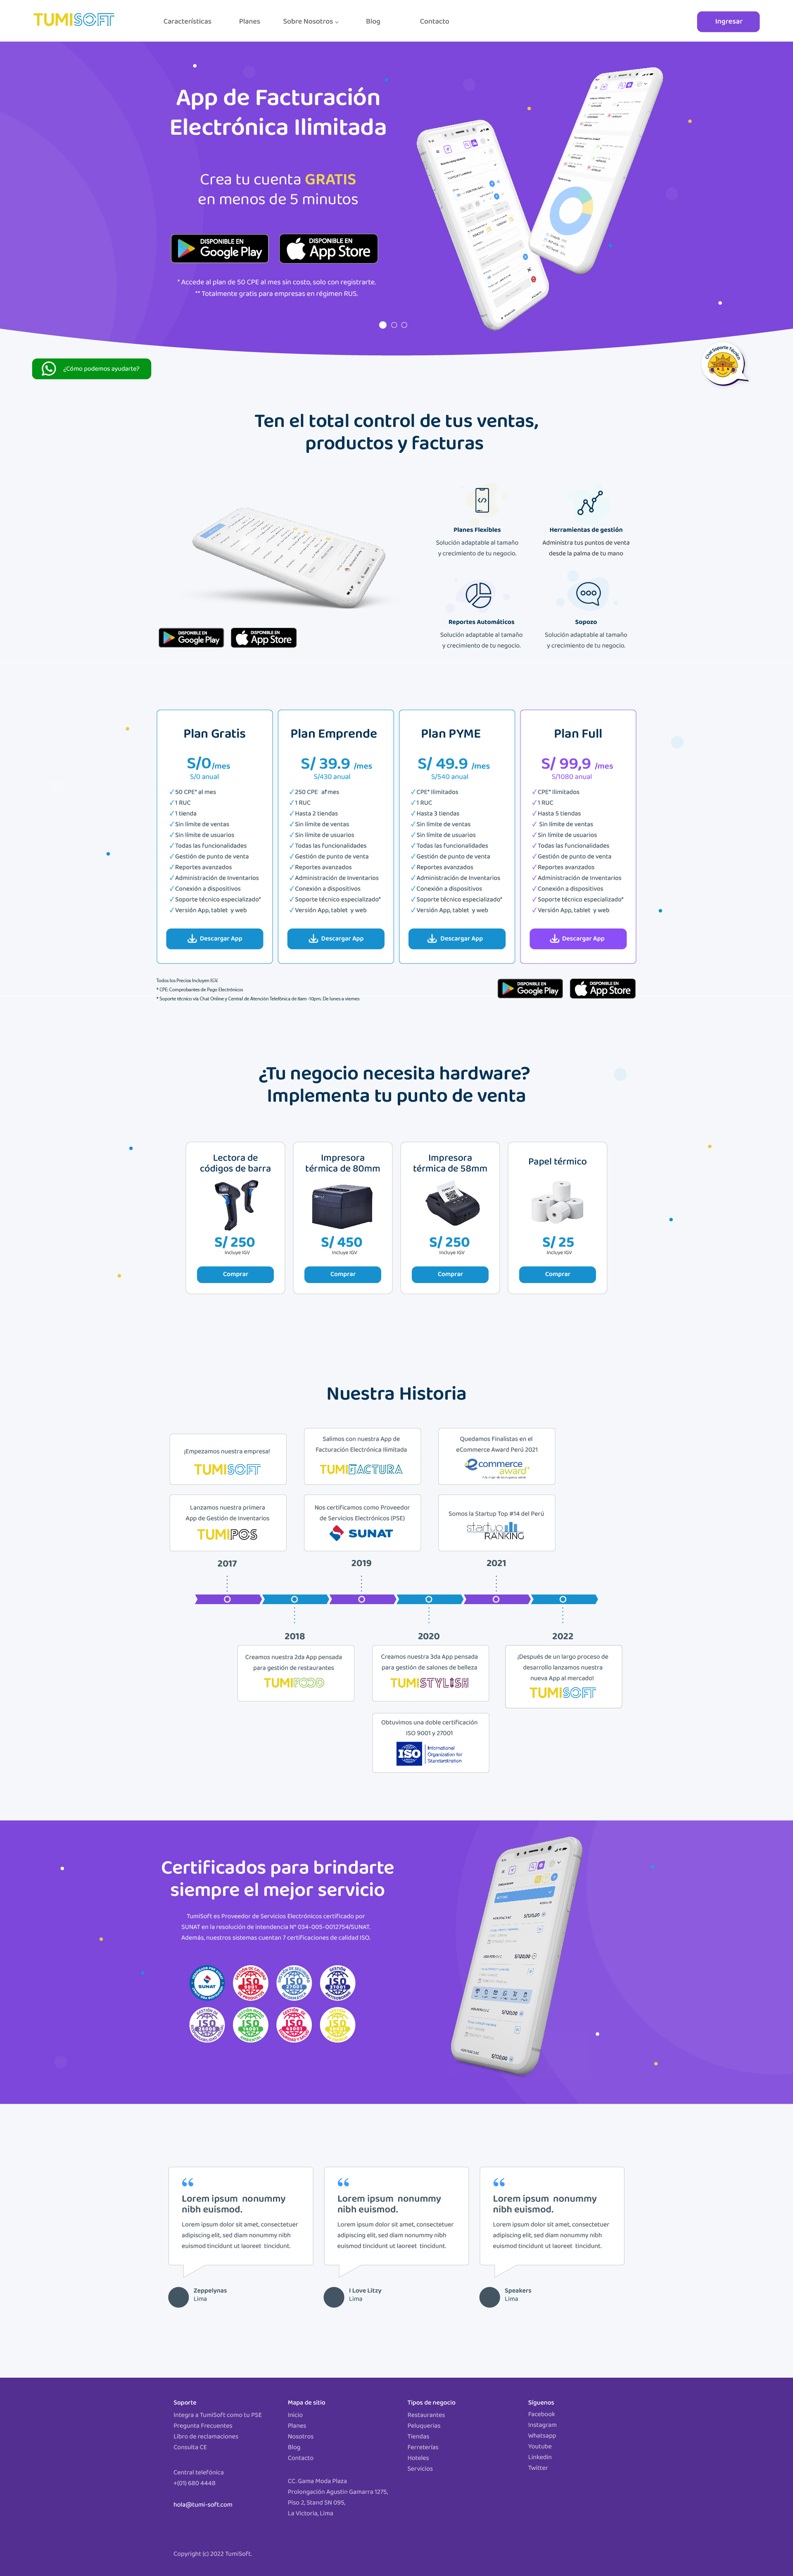 TUMISOFT
Características
Planes
Sobre Nosotros
Blog
Contacto
Ingresar
App de Facturación
Electrónica Ilimitada
Crea tu cuenta GRATIS
en menos de 5 minutos
DISPONIBLE EN
Google Play
DISPONIBLE EN
App Store
* Accede al plan de 50 CPE al mes sin costo, solo con registrarte.
** Totalmente gratis para empresas en régimen RUS.
¿Cómo podemos ayudarte?
Chat Soporte Técnico
Ten el total control de tus ventas,
productos y facturas
Planes Flexibles
Solución adaptable al tamaño
y crecimiento de tu negocio.
Herramientas de gestión
Administra tus puntos de venta
desde la palma de tu mano
Reportes Automáticos
Solución adaptable al tamaño
y crecimiento de tu negocio.
Sopozo
Solución adaptable al tamaño
y crecimiento de tu negocio.
DISPONIBLE EN
Google Play
DISPONIBLE EN
App Store
Plan Gratis
S/0/mes
S/0 anual
50 CPE* al mes
1 RUC
1 tienda
Sin límite de ventas
Sin límite de usuarios
Todas las funcionalidades
Gestión de punto de venta
Reportes avanzados
Administración de Inventarios
Conexión a dispositivos
Soporte técnico especializado*
Versión App, tablet y web
Descargar App
Plan Emprende
S/ 39.9 /mes
S/430 anual
250 CPE al mes
1 RUC
Hasta 2 tiendas
Sin límite de ventas
Sin límite de usuarios
Todas las funcionalidades
Gestión de punto de venta
Reportes avanzados
Administración de Inventarios
Conexión a dispositivos
Soporte técnico especializado*
Versión App, tablet y web
Descargar App
Plan PYME
S/ 49.9 /mes
S/540 anual
CPE* Ilimitados
1 RUC
Hasta 3 tiendas
Sin límite de ventas
Sin límite de usuarios
Todas las funcionalidades
Gestión de punto de venta
Reportes avanzados
Administración de Inventarios
Conexión a dispositivos
Soporte técnico especializado*
Versión App, tablet y web
Descargar App
Plan Full
S/ 99,9 /mes
S/1080 anual
CPE* Ilimitados
1 RUC
Hasta 5 tiendas
Sin límite de ventas
Sin límite de usuarios
Todas las funcionalidades
Gestión de punto de venta
Reportes avanzados
Administración de Inventarios
Conexión a dispositivos
Soporte técnico especializado*
Versión App, tablet y web
Descargar App
Todos los Precios Incluyen IGV.
* CPE: Comprobantes de Pago Electrónicos
* Soporte técnico vía Chat Online y Central de Atención Telefónica de 8am -10pm. De lunes a viernes
DISPONIBLE EN
Google Play
DISPONIBLE EN
App Store
¿Tu negocio necesita hardware?
Implementa tu punto de venta
Lectora de
códigos de barra
S/ 250
Incluye IGV
Comprar
Impresora
térmica de 80mm
S/ 450
Incluye IGV
Comprar
Impresora
térmica de 58mm
S/ 250
Incluye IGV
Comprar
Papel térmico
S/ 25
Incluye IGV
Comprar
Nuestra Historia
¡Empezamos nuestra empresa!
TUMISOFT
Lanzamos nuestra primera
App de Gestión de Inventarios
TUMIPOS
2017
Salimos con nuestra App de
Facturación Electrónica Ilimitada
TUMIFACTURA
Nos certificamos como Proveedor
de Servicios Electrónicos (PSE)
SUNAT
2019
Quedamos Finalistas en el
eCommerce Award Perú 2021
ecommerce
award
Somos la Startup Top #14 del Perú
startup
RANKING
2021
2018
Creamos nuestra 2da App pensada
para gestión de restaurantes
TUMIFOOD
2020
Creamos nuestra 3da App pensada
para gestión de salones de belleza
TUMISTYLISH
Obtuvimos una doble certificación
ISO 9001 y 27001
ISO
International
Organization for
Standardization
2022
¡Después de un largo proceso de
desarrollo lanzamos nuestra
nueva App al mercado!
TUMISOFT
Certificados para brindarte
siempre el mejor servicio
TumiSoft es Proveedor de Servicios Electrónicos certificado por
SUNAT en la resolución de intendencia N° 034-005-0012754/SUNAT.
Además, nuestros sistemas cuentan 7 certificaciones de calidad ISO.
SUNAT
ISO
ISO
ISO
ISO
ISO
ISO
ISO
Lorem ipsum nonummy
nibh euismod.
Lorem ipsum dolor sit amet, consectetuer
adipiscing elit, sed diam nonummy nibh
euismod tincidunt ut laoreet tincidunt.
Zeppelynas
Lima
Lorem ipsum nonummy
nibh euismod.
Lorem ipsum dolor sit amet, consectetuer
adipiscing elit, sed diam nonummy nibh
euismod tincidunt ut laoreet tincidunt.
I Love Litzy
Lima
Lorem ipsum nonummy
nibh euismod.
Lorem ipsum dolor sit amet, consectetuer
adipiscing elit, sed diam nonummy nibh
euismod tincidunt ut laoreet tincidunt.
Speakers
Lima
Soporte
Integra a TumiSoft como tu PSE
Pregunta Frecuentes
Libro de reclamaciones
Consulta CE
Central telefónica
+(01) 680 4448
hola@tumi-soft.com
Mapa de sitio
Inicio
Planes
Nosotros
Blog
Contacto
CC. Gama Moda Plaza
Prolongación Agustín Gamarra 1275,
Piso 2, Stand SN 095,
La Victoria, Lima
Tipos de negocio
Restaurantes
Peluquerías
Tiendas
Ferreterías
Hoteles
Servicios
Síguenos
Facebook
Instagram
Whatsapp
Youtube
Linkedin
Twitter
Copyright (c) 2022 TumiSoft.